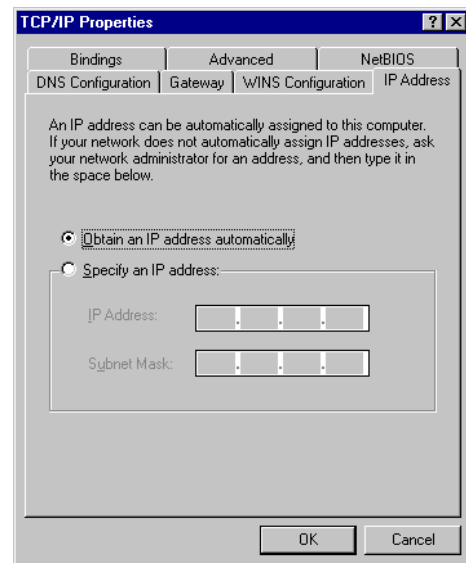 TCP/IP Properties
? X
Bindings Advanced NetBIOS
DNS Configuration Gateway WINS Configuration IP Address
An IP address can be automatically assigned to this computer.
If your network does not automatically assign IP addresses, ask
your network administrator for an address, and then type it in
the space below.
Obtain an IP address automatically
Specify an IP address:
IP Address: . . .
Subnet Mask: . . .
OK Cancel